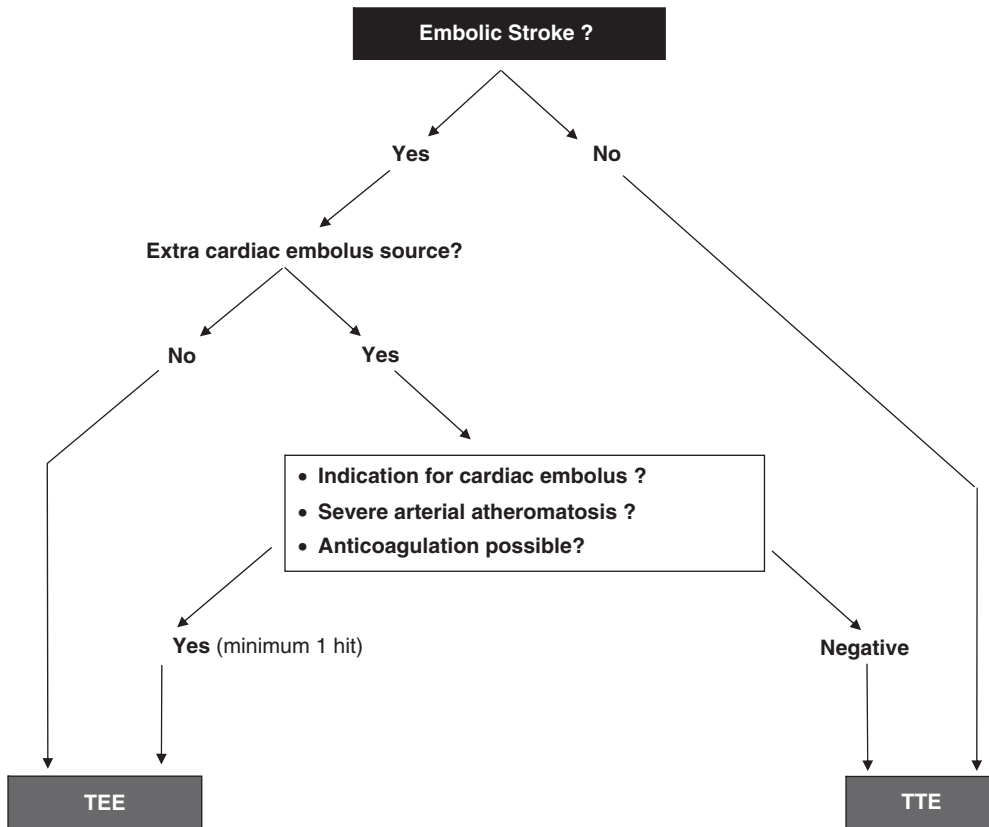 Embolic Stroke ?
Yes
No
Extra cardiac embolus source?
No
Yes
• Indication for cardiac embolus ?
• Severe arterial atheromatosis ?
• Anticoagulation possible?
Yes (minimum 1 hit)
Negative
TEE
TTE